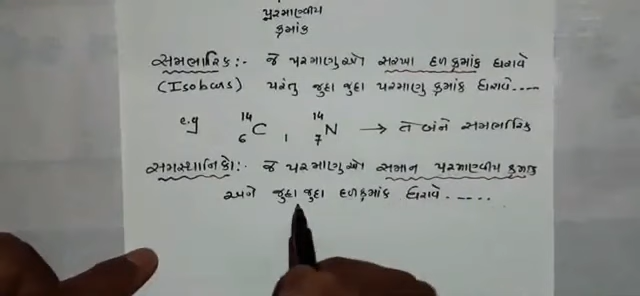 પરમાણ્વીય
ક્રમાંક
સમભારિક:- જે પરમાણુઓ સરખા દળક્રમાંક ધરાવે
(Isobars) પરંતુ જુદા જુદા પરમાણુ ક્રમાંક ધરાવે.----
e.g ¹⁴₆C , ¹⁴₇N → તે બંને સમભારિક
સમસ્થાનિકો:- જે પરમાણુઓ સમાન પરમાણ્વીય ક્રમાંક
અને જુદા જુદા દળક્રમાંક ધરાવે.----